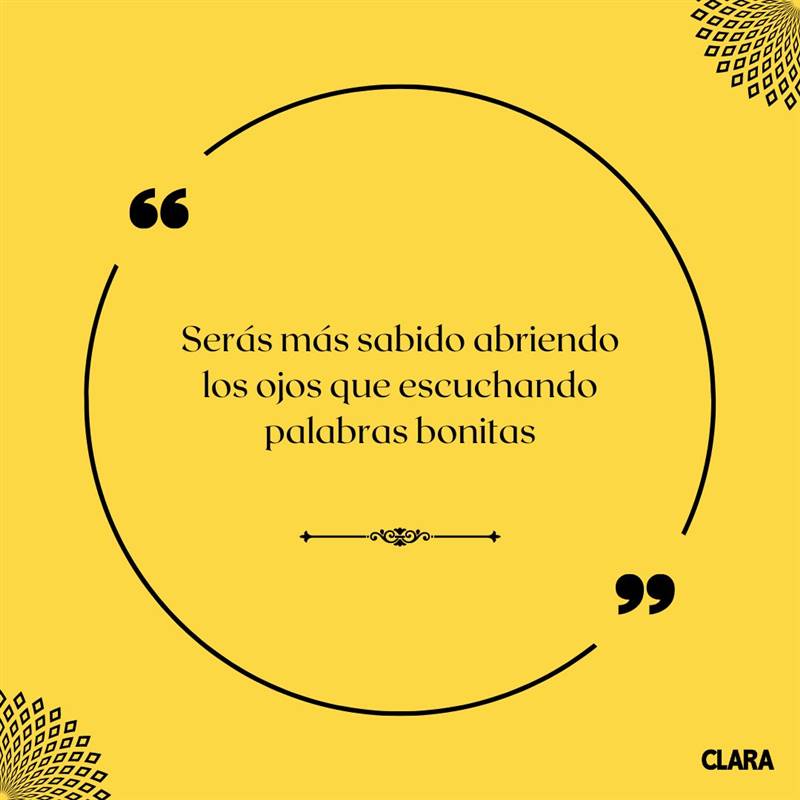 “
Serás más sabido abriendo
los ojos que escuchando
palabras bonitas
”
CLARA